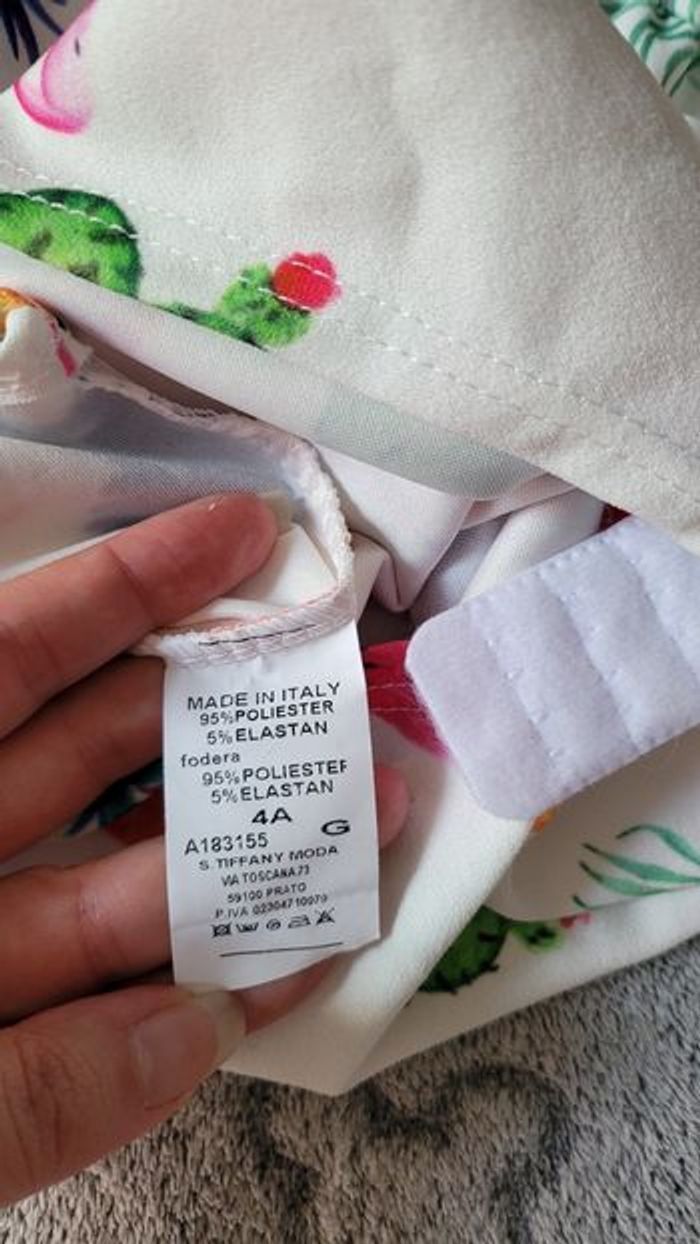 MADE IN ITALY
95%POLIESTER
5%ELASTAN
fodera
95%POLIESTER
5%ELASTAN
4A
G
A183155
S.TIFFANY MODA
VIA TOSCANA 73
59100 PRATO
P.IVA 02304710079